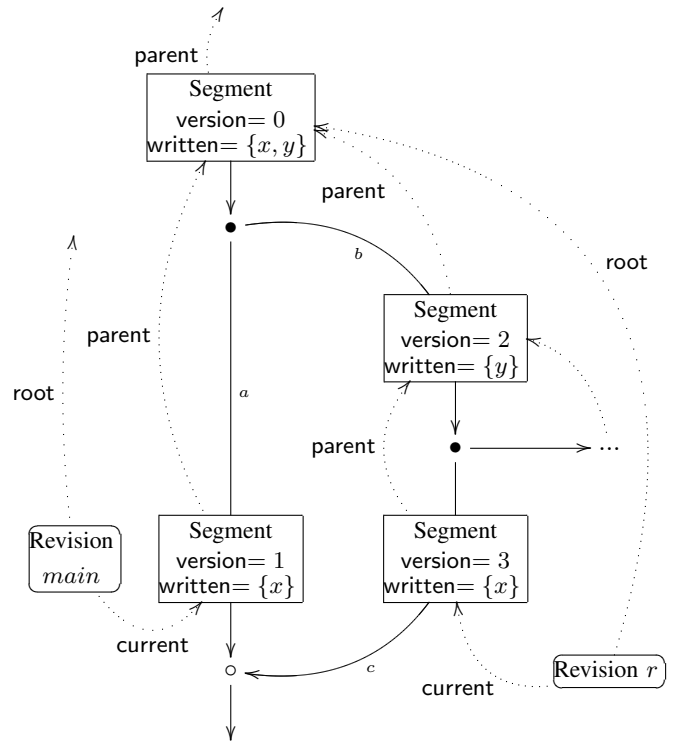 parent
Segment
version= 0
written= {x, y}
parent
b
root
Segment
version= 2
written= {y}
parent
root
a
parent
...
Segment
version= 1
written= {x}
Segment
version= 3
written= {x}
Revision
main
current
c
Revision r
current